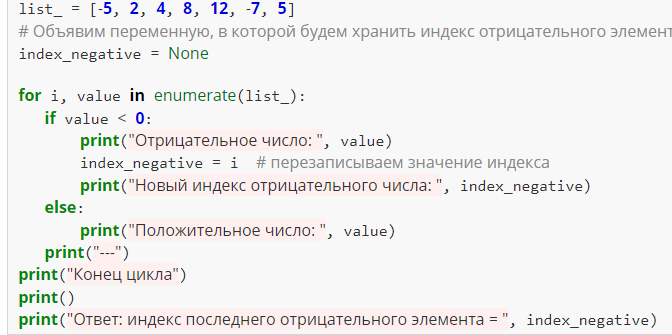 list_ = [-5, 2, 4, 8, 12, -7, 5]
# Объявим переменную, в которой будем хранить индекс отрицательного элемент
index_negative = None
for i, value in enumerate(list_):
if value < 0:
print("Отрицательное число: ", value)
index_negative = i # перезаписываем значение индекса
print("Новый индекс отрицательного числа: ", index_negative)
else:
print("Положительное число: ", value)
print("---")
print("Конец цикла")
print()
print("Ответ: индекс последнего отрицательного элемента = ", index_negative)